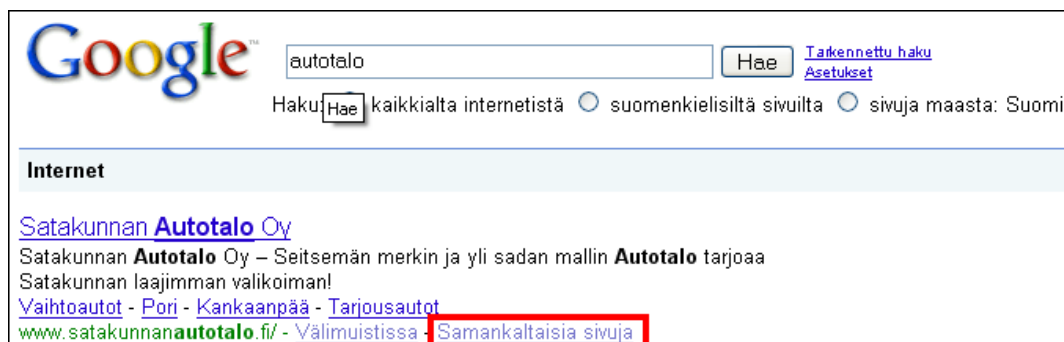 Google™
autotalo
Hae
Tarkennettu haku
Asetukset
Haku: Hae kaikkialta internetistä suomenkielisiltä sivuilta sivuja maasta: Suomi
Internet
Satakunnan Autotalo Oy
Satakunnan Autotalo Oy – Seitsemän merkin ja yli sadan mallin Autotalo tarjoaa
Satakunnan laajimman valikoiman!
Vaihtoautot - Pori - Kankaanpää - Tarjousautot
www.satakunnanautotalo.fi/ - Välimuistissa - Samankaltaisia sivuja